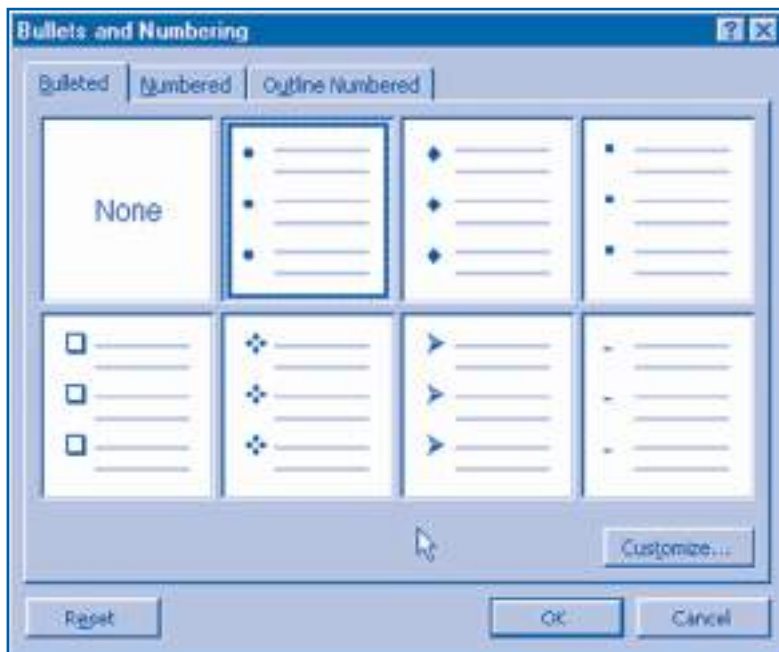 Bullets and Numbering
Bulleted Numbered Outline Numbered
None
Customize...
Reset OK Cancel